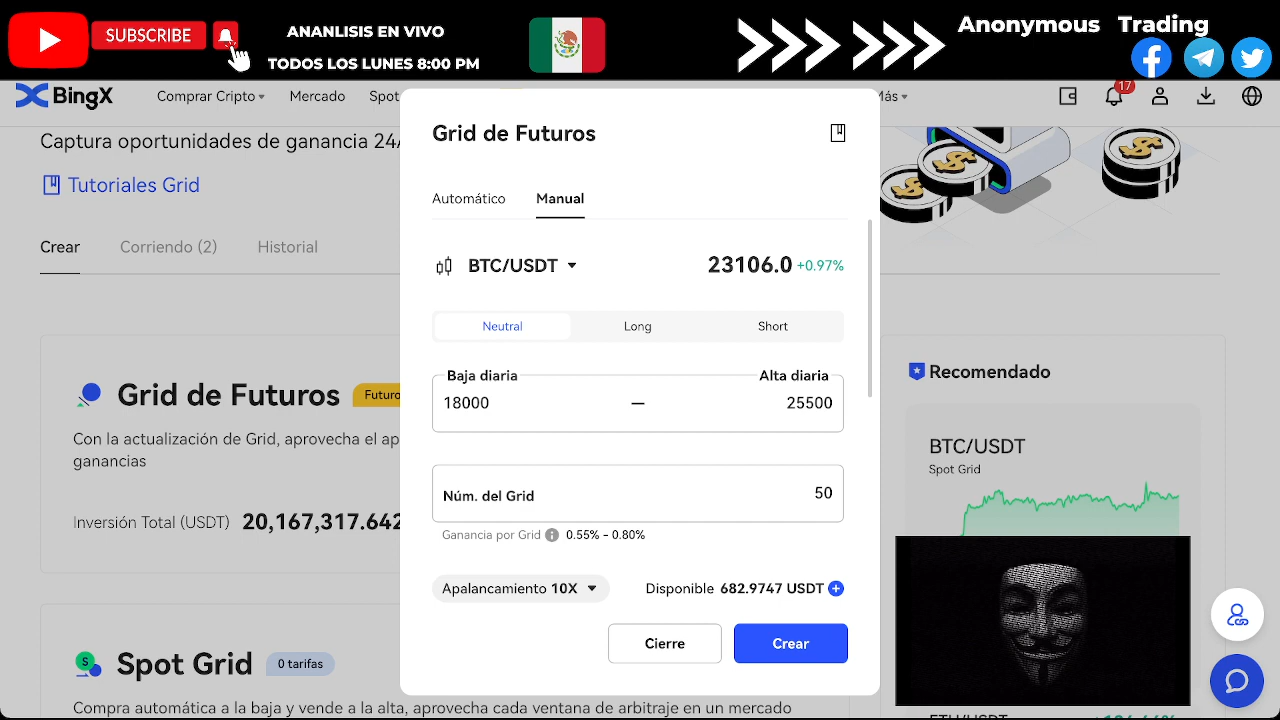 SUBSCRIBE
ANANLISIS EN VIVO
TODOS LOS LUNES 8:00 PM
Anonymous Trading
BingX
Comprar Cripto
Mercado
Spot
Más
17
Captura oportunidades de ganancia 24/
Tutoriales Grid
Crear
Corriendo (2)
Historial
Grid de Futuros
Futuro
Con la actualización de Grid, aprovecha el ap
ganancias
Inversión Total (USDT) 20,167,317.642
Spot Grid
0 tarifas
Compra automática a la baja y vende a la alta, aprovecha cada ventana de arbitraje en un mercado
Grid de Futuros
Automático
Manual
BTC/USDT
23106.0 +0.97%
Neutral
Long
Short
Baja diaria
Alta diaria
18000 — 25500
Núm. del Grid
50
Ganancia por Grid 0.55% - 0.80%
Apalancamiento 10X
Disponible 682.9747 USDT
Cierre
Crear
Recomendado
BTC/USDT
Spot Grid